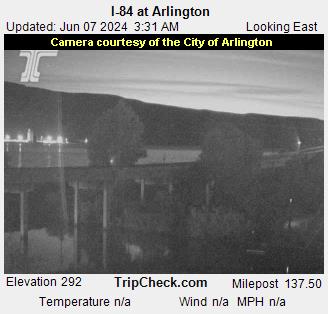 I-84 at Arlington
Updated: Jun 07 2024 3:31 AM Looking East
Camera courtesy of the City of Arlington
Elevation 292 TripCheck.com Milepost 137.50
Temperature n/a Wind n/a MPH n/a